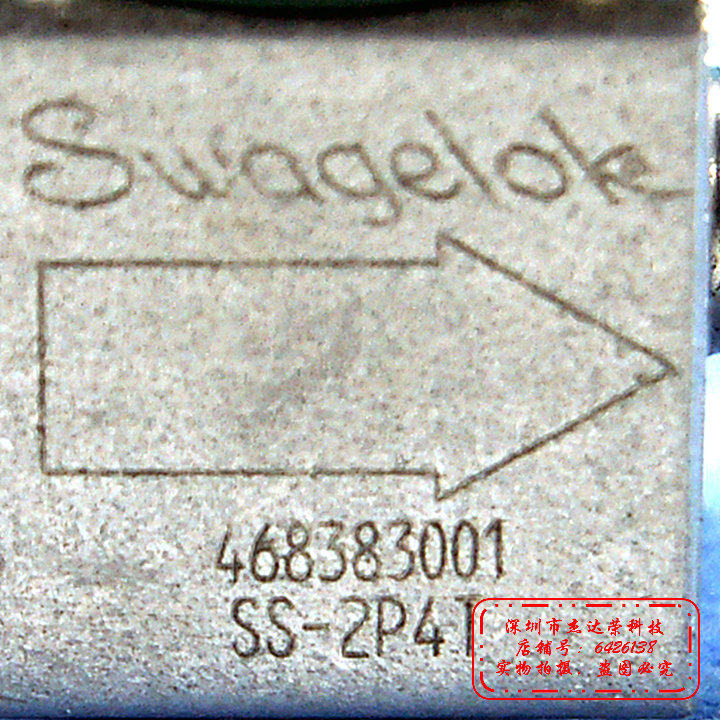 Swagelok
468383001
SS-2P4T
深圳市杰达荣科技
店铺号：6426138
实物拍摄，盗图必究